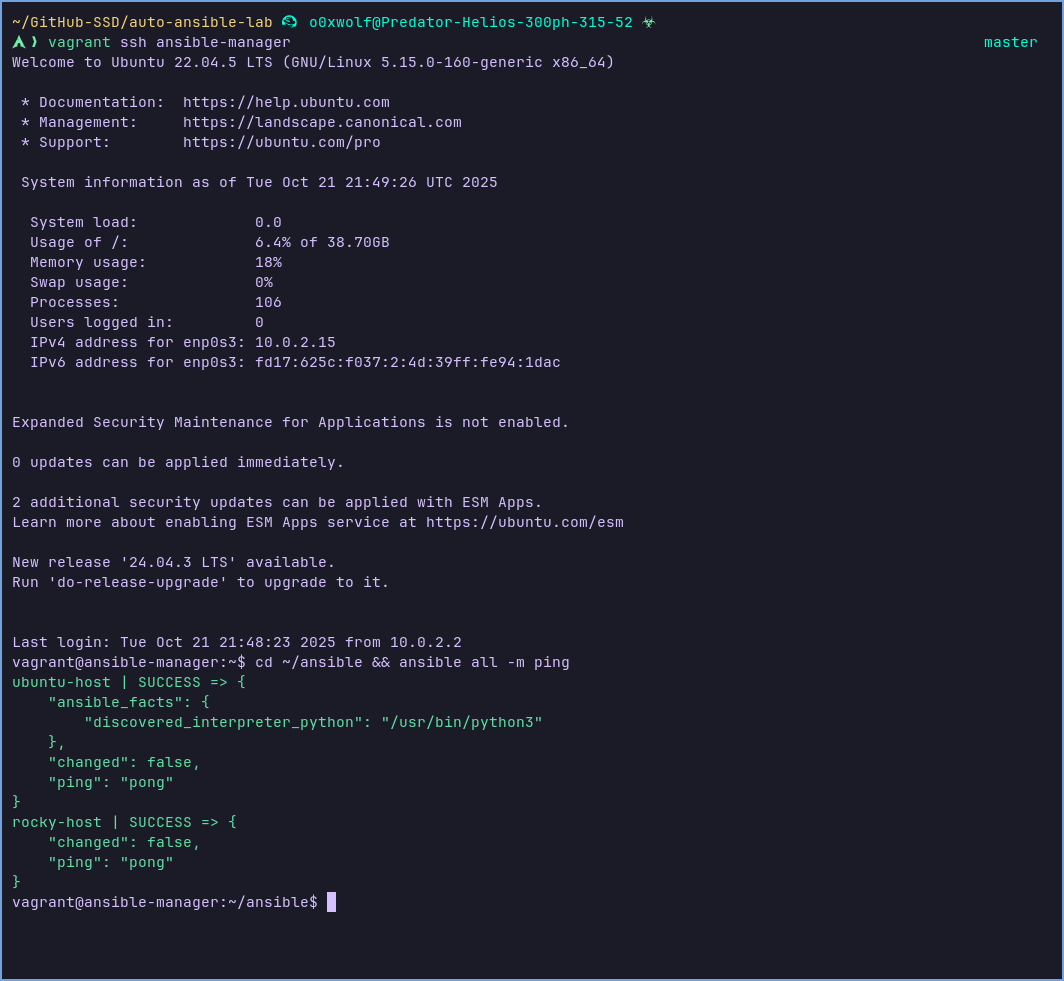 ~/GitHub-SSD/auto-ansible-lab o0xwolf@Predator-Helios-300ph-315-52
❫ vagrant ssh ansible-manager master
Welcome to Ubuntu 22.04.5 LTS (GNU/Linux 5.15.0-160-generic x86_64)
* Documentation: https://help.ubuntu.com
* Management: https://landscape.canonical.com
* Support: https://ubuntu.com/pro
System information as of Tue Oct 21 21:49:26 UTC 2025
System load: 0.0
Usage of /: 6.4% of 38.70GB
Memory usage: 18%
Swap usage: 0%
Processes: 106
Users logged in: 0
IPv4 address for enp0s3: 10.0.2.15
IPv6 address for enp0s3: fd17:625c:f037:2:4d:39ff:fe94:1dac
Expanded Security Maintenance for Applications is not enabled.
0 updates can be applied immediately.
2 additional security updates can be applied with ESM Apps.
Learn more about enabling ESM Apps service at https://ubuntu.com/esm
New release '24.04.3 LTS' available.
Run 'do-release-upgrade' to upgrade to it.
Last login: Tue Oct 21 21:48:23 2025 from 10.0.2.2
vagrant@ansible-manager:~$ cd ~/ansible && ansible all -m ping
ubuntu-host | SUCCESS => {
    "ansible_facts": {
        "discovered_interpreter_python": "/usr/bin/python3"
    },
    "changed": false,
    "ping": "pong"
}
rocky-host | SUCCESS => {
    "changed": false,
    "ping": "pong"
}
vagrant@ansible-manager:~/ansible$